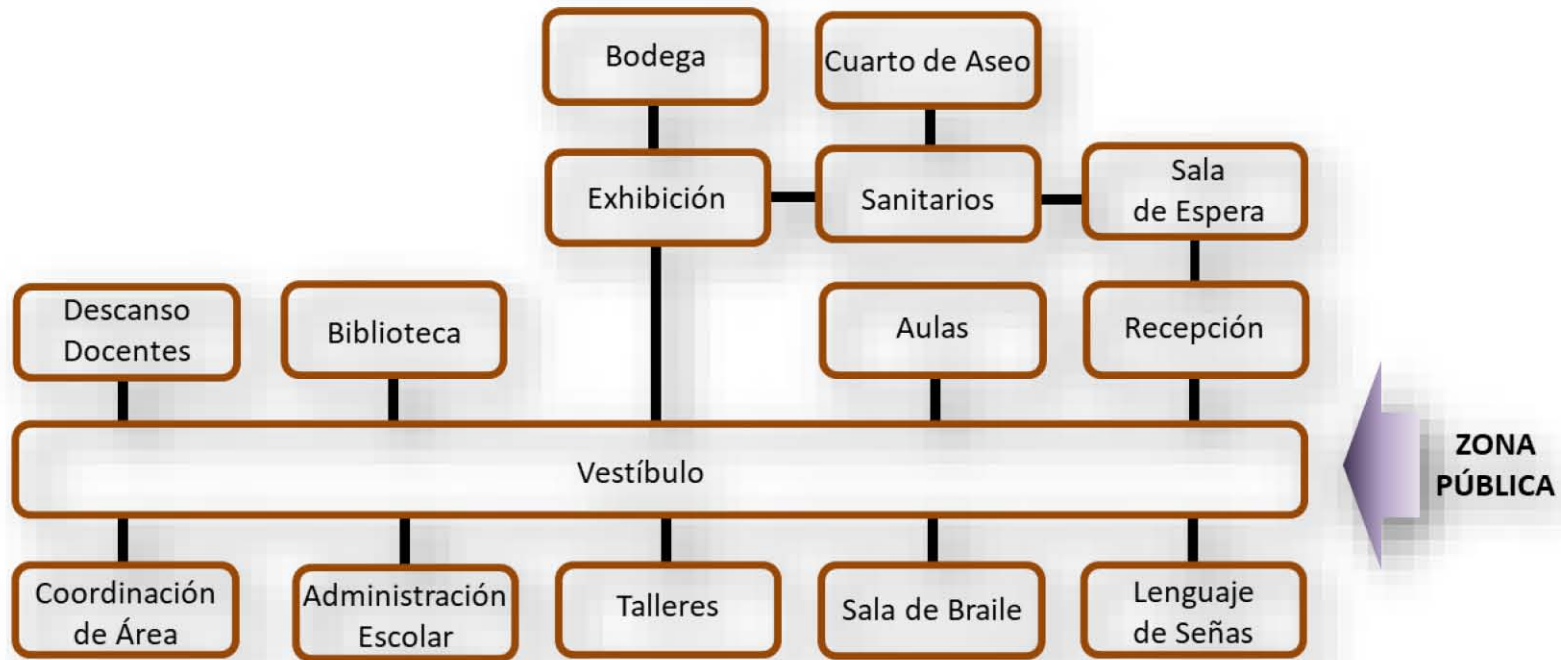 Bodega
Cuarto de Aseo
Exhibición
Sanitarios
Sala
de Espera
Descanso
Docentes
Biblioteca
Aulas
Recepción
Vestíbulo
ZONA
PÚBLICA
Coordinación
de Área
Administración
Escolar
Talleres
Sala de Braile
Lenguaje
de Señas